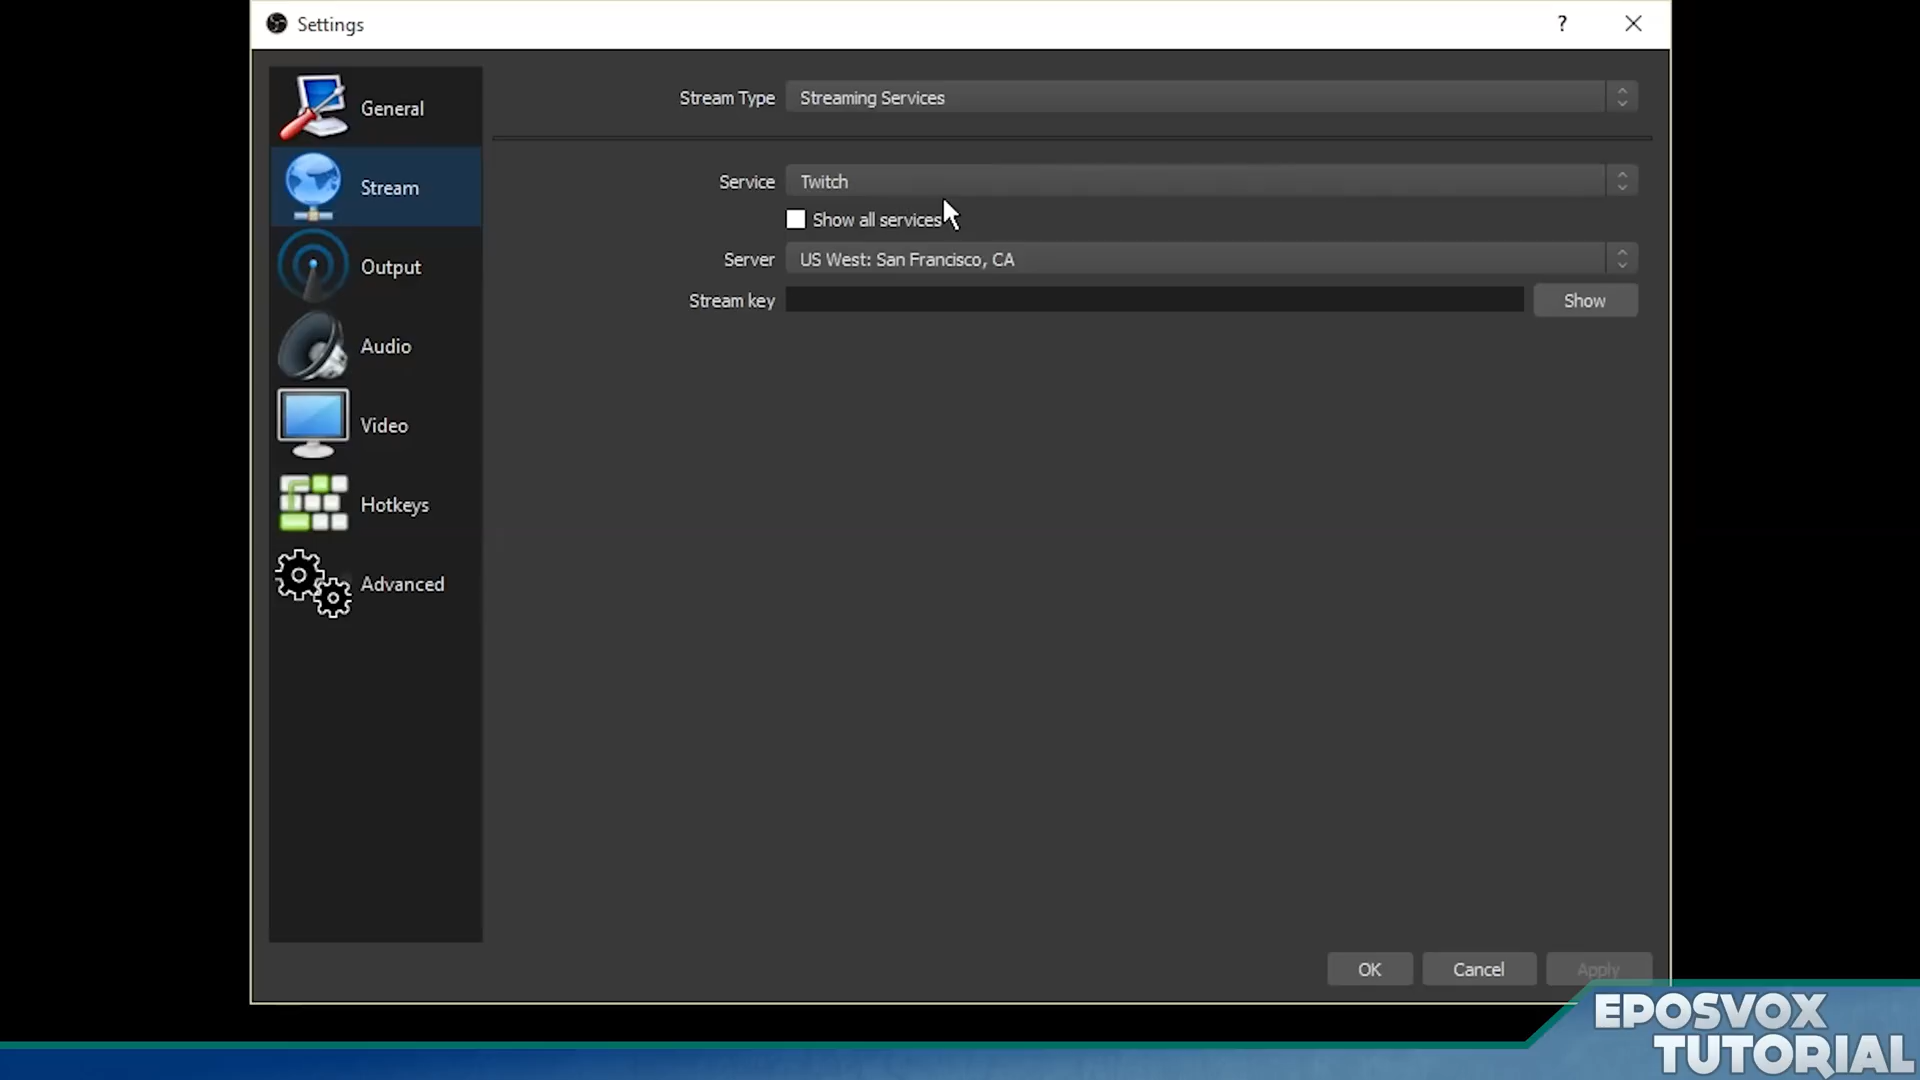 Settings
?
General
Stream
Output
Audio
Video
Hotkeys
Advanced
Stream Type Streaming Services
Service Twitch
Show all services
Server US West: San Francisco, CA
Stream key Show
OK Cancel Apply
EPOSVOX
TUTORIAL